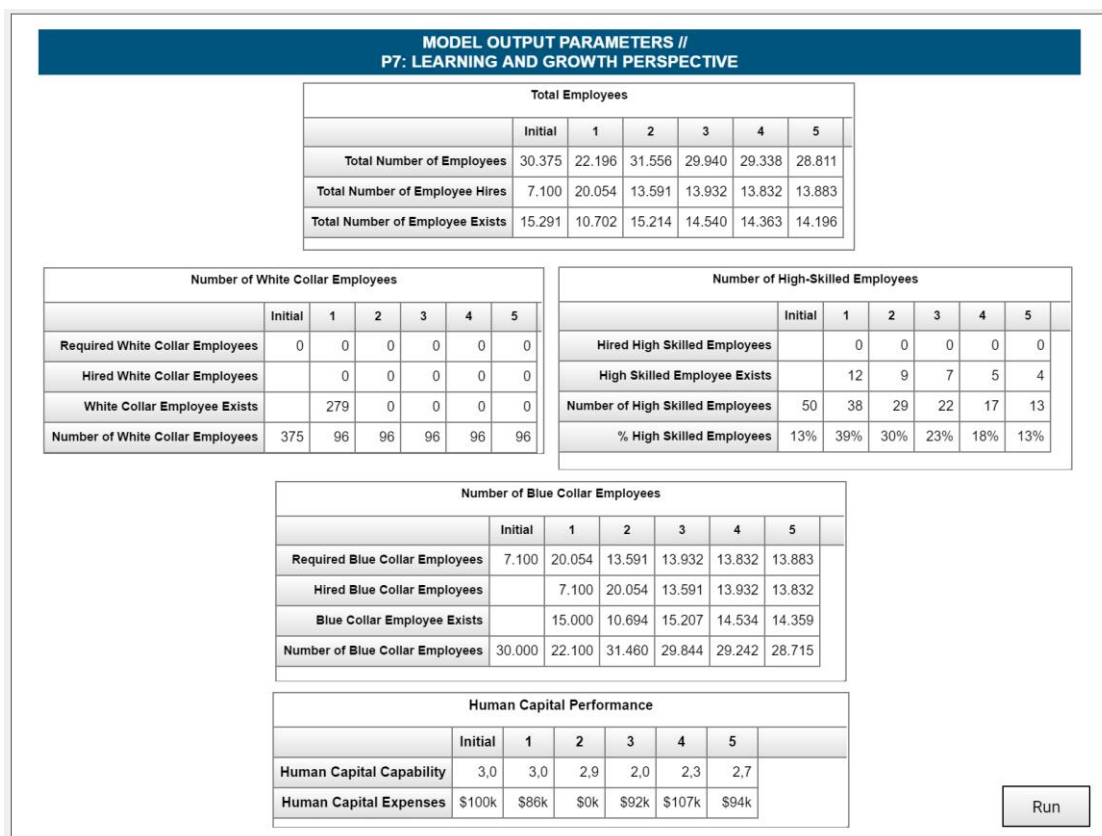 MODEL OUTPUT PARAMETERS //
P7: LEARNING AND GROWTH PERSPECTIVE
Total Employees
Initial 1 2 3 4 5
Total Number of Employees 30.375 22.196 31.556 29.940 29.338 28.811
Total Number of Employee Hires 7.100 20.054 13.591 13.932 13.832 13.883
Total Number of Employee Exists 15.291 10.702 15.214 14.540 14.363 14.196
Number of White Collar Employees
Initial 1 2 3 4 5
Required White Collar Employees 0 0 0 0 0 0
Hired White Collar Employees 0 0 0 0 0
White Collar Employee Exists 279 0 0 0 0
Number of White Collar Employees 375 96 96 96 96 96
Number of High-Skilled Employees
Initial 1 2 3 4 5
Hired High Skilled Employees 0 0 0 0 0
High Skilled Employee Exists 12 9 7 5 4
Number of High Skilled Employees 50 38 29 22 17 13
% High Skilled Employees 13% 39% 30% 23% 18% 13%
Number of Blue Collar Employees
Initial 1 2 3 4 5
Required Blue Collar Employees 7.100 20.054 13.591 13.932 13.832 13.883
Hired Blue Collar Employees 7.100 20.054 13.591 13.932 13.832
Blue Collar Employee Exists 15.000 10.694 15.207 14.534 14.359
Number of Blue Collar Employees 30.000 22.100 31.460 29.844 29.242 28.715
Human Capital Performance
Initial 1 2 3 4 5
Human Capital Capability 3,0 3,0 2,9 2,0 2,3 2,7
Human Capital Expenses $100k $86k $0k $92k $107k $94k
Run